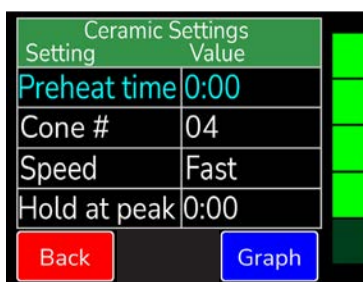 Ceramic Settings
Setting Value
Preheat time 0:00
Cone # 04
Speed Fast
Hold at peak 0:00
Back Graph